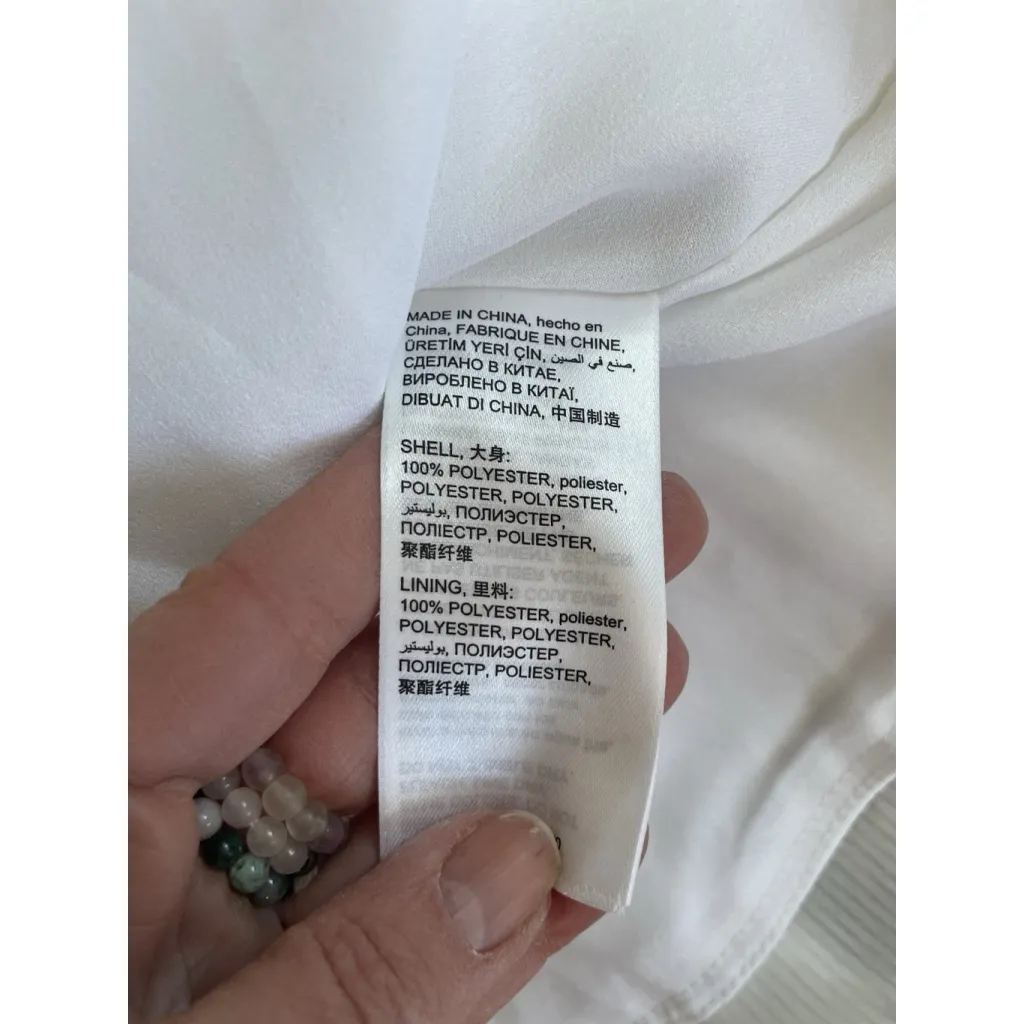 MADE IN CHINA, hecho en
China, FABRIQUE EN CHINE,
ÜRETİM YERİ ÇİN, صنع في الصين,
СДЕЛАНО В КИТАЕ,
ВИРОБЛЕНО В КИТАЇ,
DIBUAT DI CHINA, 中国制造
SHELL, 大身:
100% POLYESTER, poliester,
POLYESTER, POLYESTER,
بوليستير, ПОЛИЭСТЕР,
ПОЛІЕСТР, POLIESTER,
聚酯纤维
LINING, 里料:
100% POLYESTER, poliester,
POLYESTER, POLYESTER,
بوليستير, ПОЛИЭСТЕР,
ПОЛІЕСТР, POLIESTER,
聚酯纤维